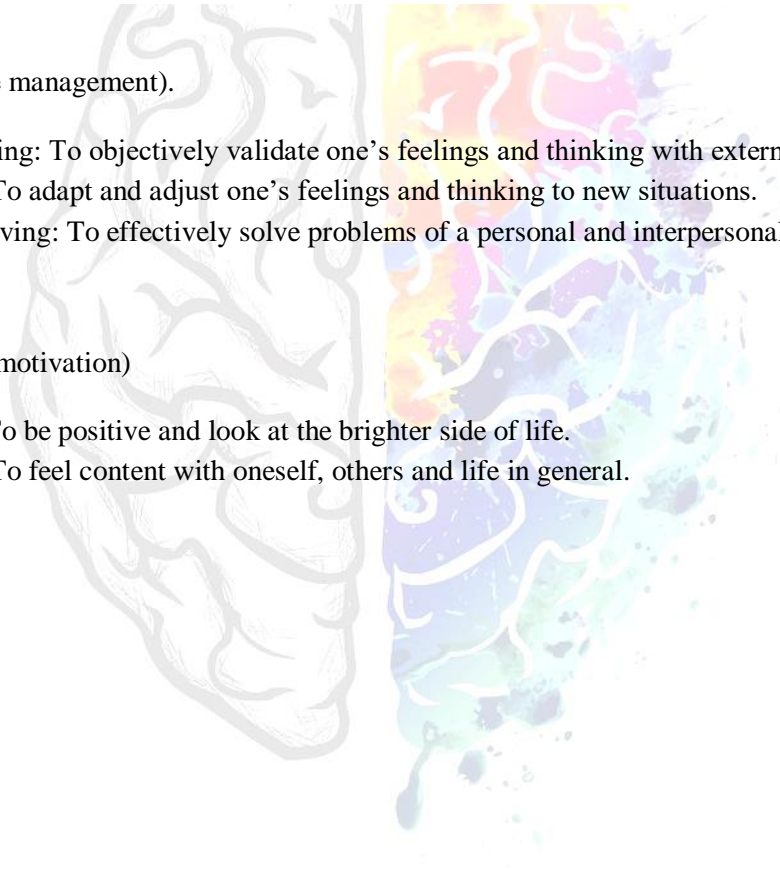 management).
ing: To objectively validate one’s feelings and thinking with extern
To adapt and adjust one’s feelings and thinking to new situations.
ving: To effectively solve problems of a personal and interpersonal
motivation)
To be positive and look at the brighter side of life.
To feel content with oneself, others and life in general.